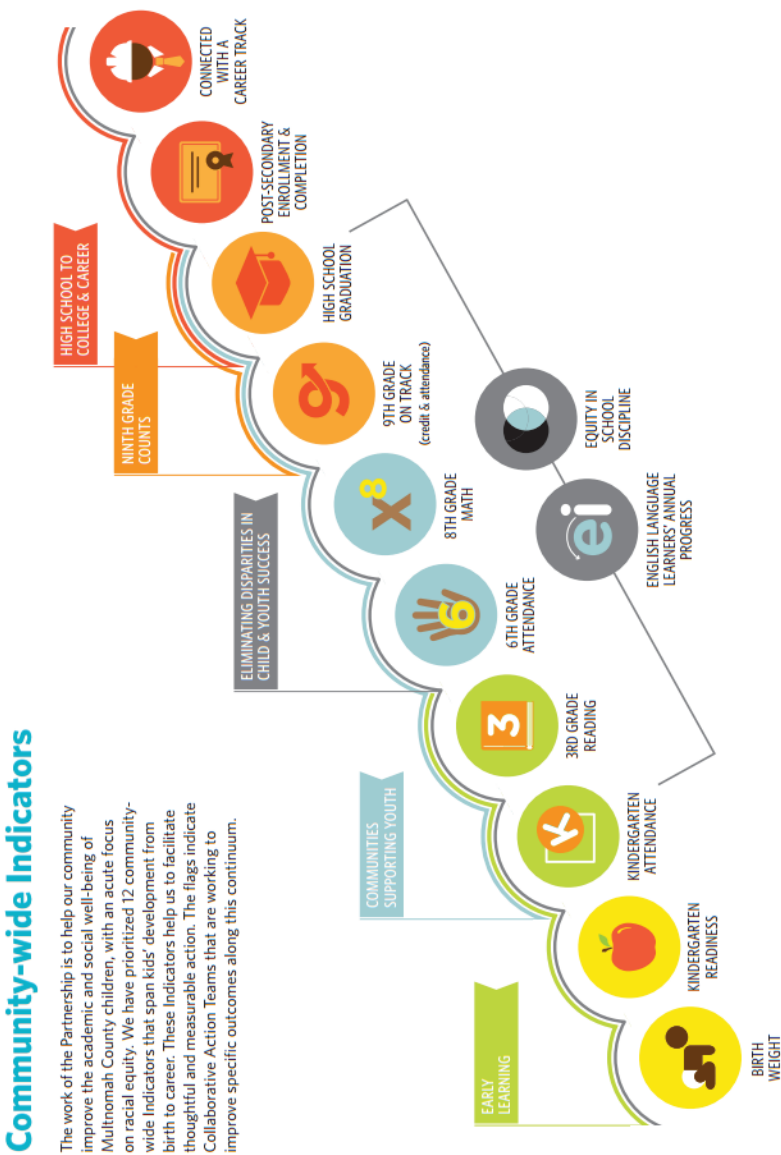 Community-wide Indicators
The work of the Partnership is to help our community
improve the academic and social well-being of
Multnomah County children, with an acute focus
on racial equity. We have prioritized 12 community-
wide Indicators that span kids' development from
birth to career. These Indicators help us to facilitate
thoughtful and measurable action. The flags indicate
Collaborative Action Teams that are working to
improve specific outcomes along this continuum.
EARLY
LEARNING
COMMUNITIES
SUPPORTING YOUTH
ELIMINATING DISPARITIES IN
CHILD & YOUTH SUCCESS
NINTH GRADE
COUNTS
HIGH SCHOOL TO
COLLEGE & CAREER
BIRTH
WEIGHT
KINDERGARTEN
READINESS
K
KINDERGARTEN
ATTENDANCE
3
3RD GRADE
READING
6
6TH GRADE
ATTENDANCE
x8
8TH GRADE
MATH
9
9TH GRADE
ON TRACK
(credit & attendance)
HIGH SCHOOL
GRADUATION
POST-SECONDARY
ENROLLMENT &
COMPLETION
CONNECTED
WITH A
CAREER TRACK
el
ENGLISH LANGUAGE
LEARNERS' ANNUAL
PROGRESS
EQUITY IN
SCHOOL
DISCIPLINE